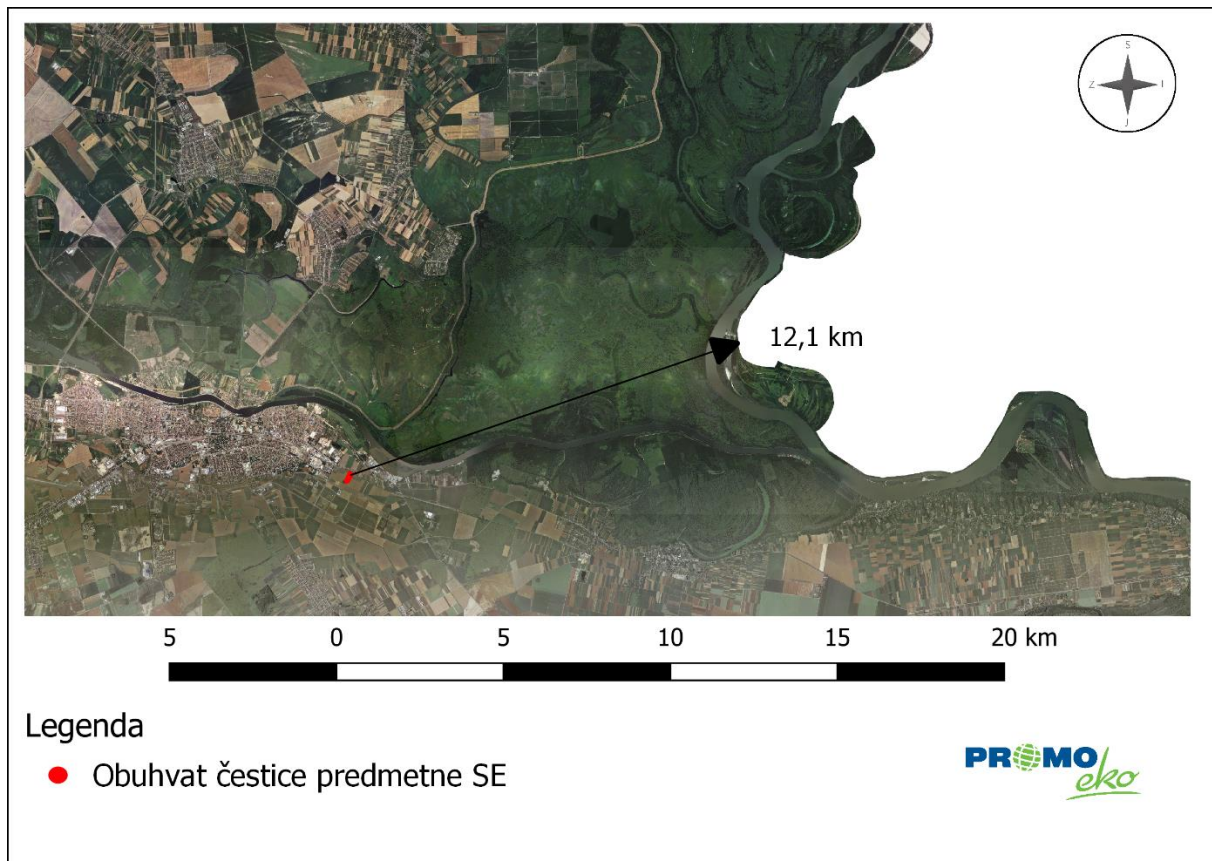 S
Z I
J
12,1 km
5 0 5 10 15 20 km
Legenda
Obuhvat čestice predmetne SE
PROMO
eko